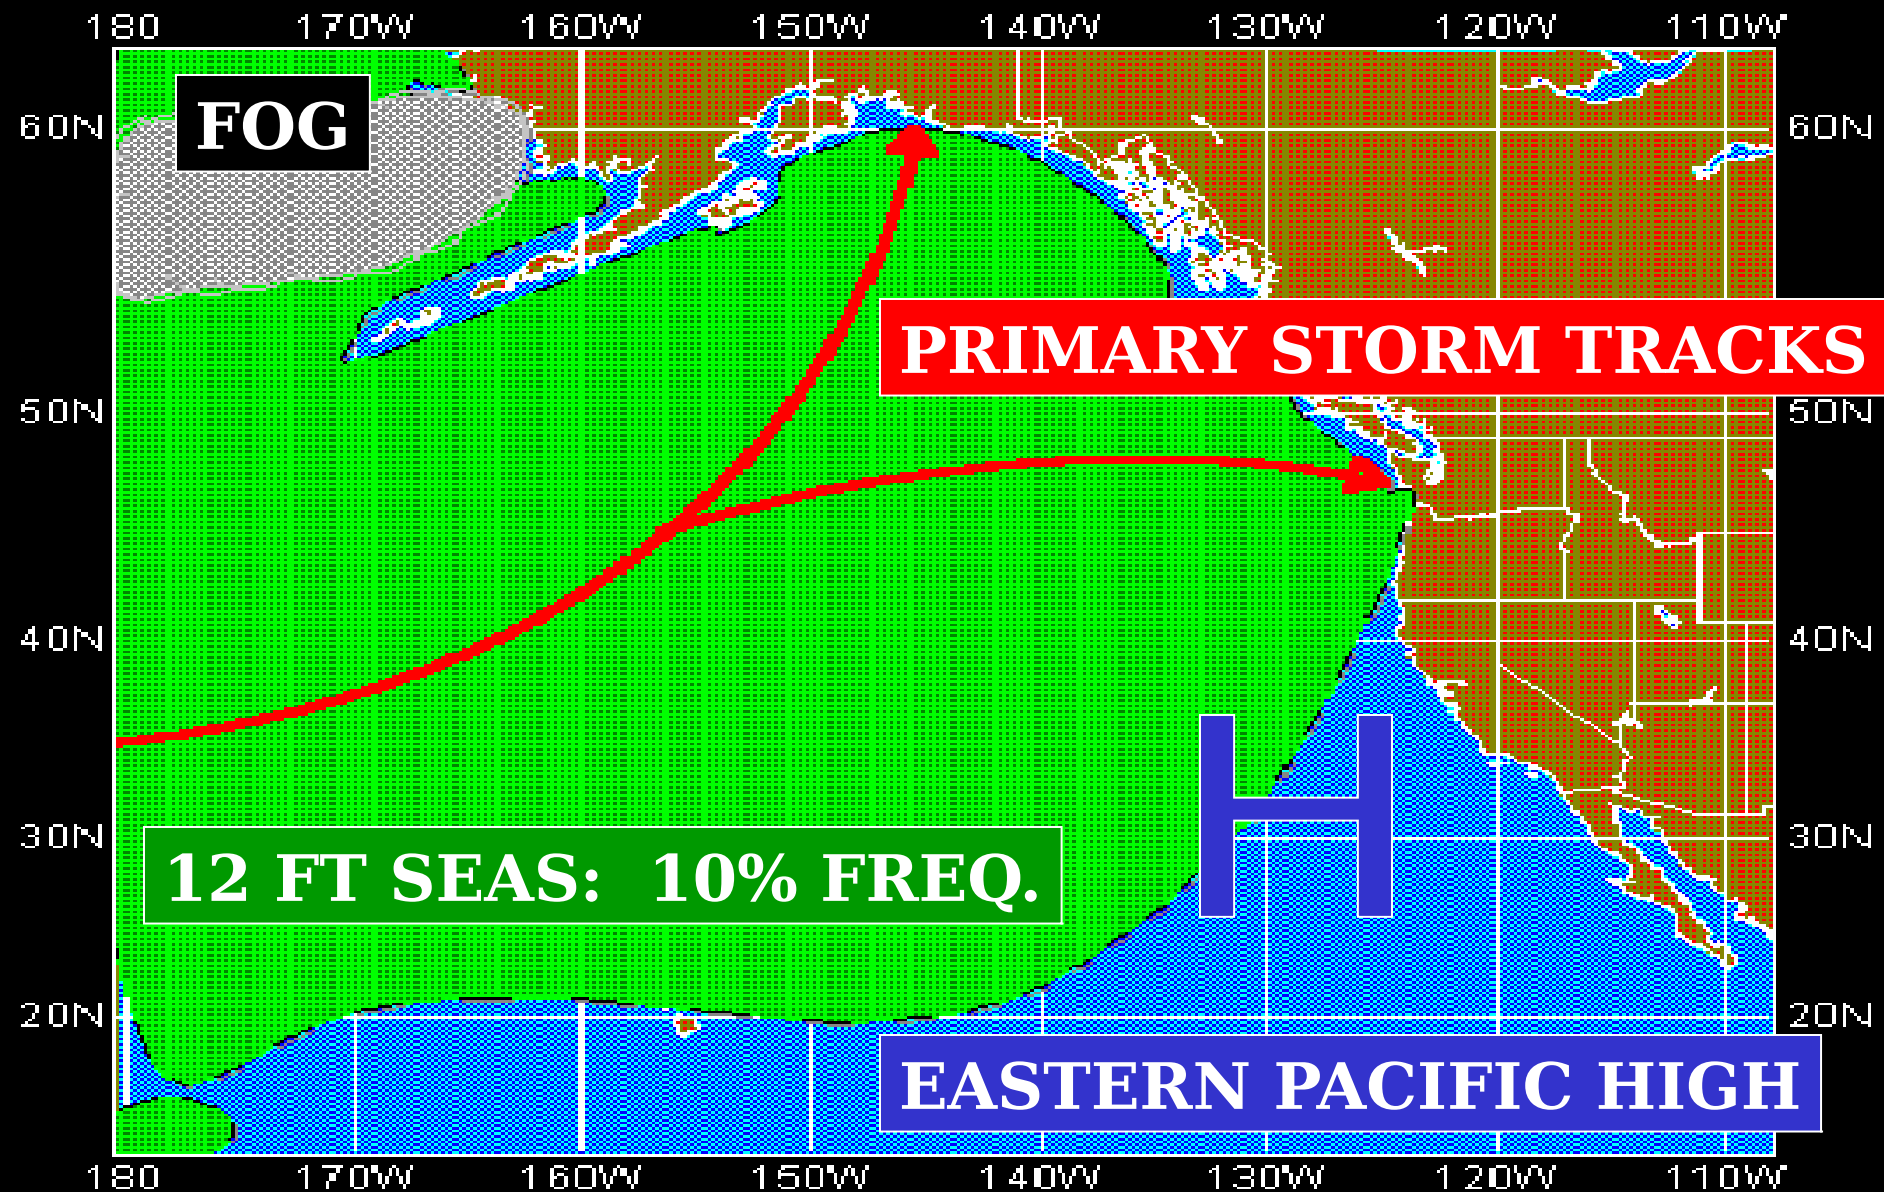 180 170W 160W 150W 140W 130W 120W 110W
FOG
60N 60N
PRIMARY STORM TRACKS
50N 50N
40N 40N
H
30N 30N
12 FT SEAS: 10% FREQ.
20N 20N
EASTERN PACIFIC HIGH
180 170W 160W 150W 140W 130W 120W 110W